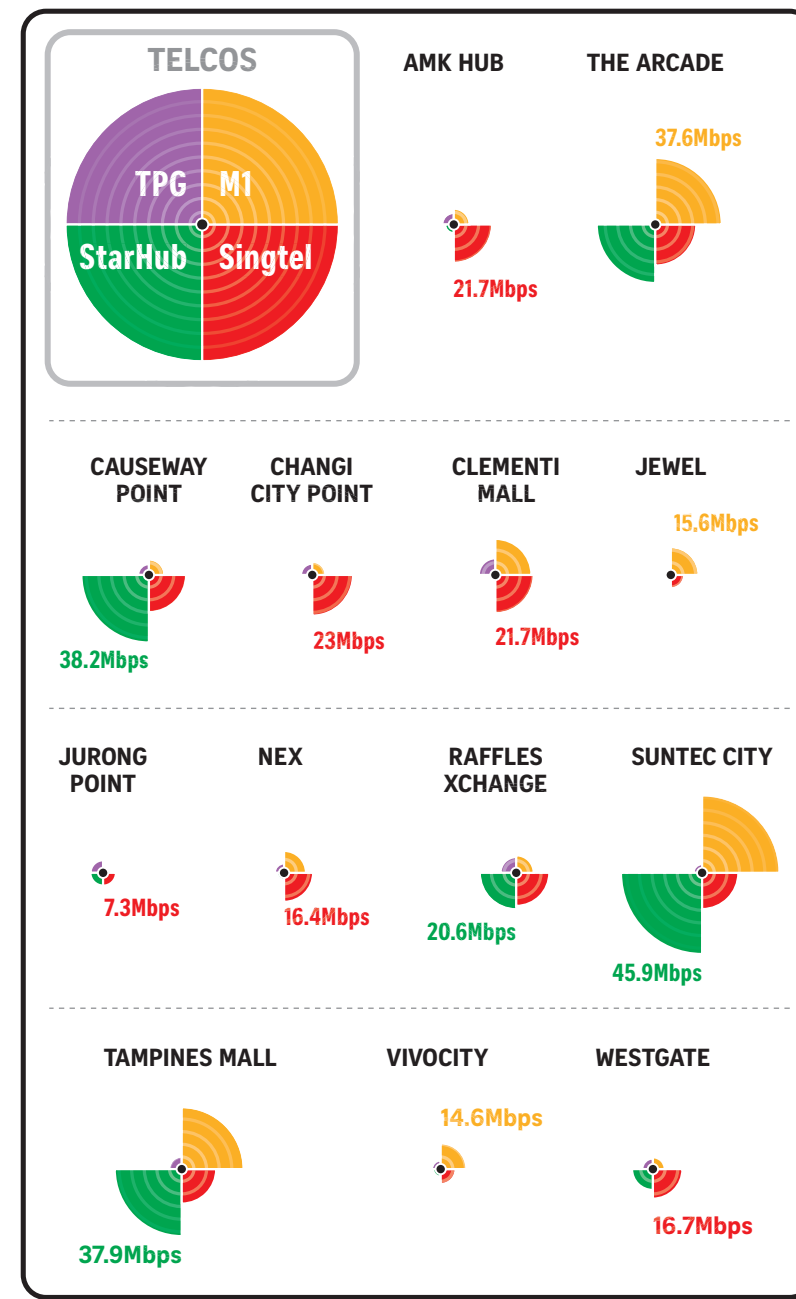 TELCOS
TPG
M1
StarHub
Singtel
AMK HUB
21.7Mbps
THE ARCADE
37.6Mbps
CAUSEWAY
POINT
38.2Mbps
CHANGI
CITY POINT
23Mbps
CLEMENTI
MALL
21.7Mbps
JEWEL
15.6Mbps
JURONG
POINT
7.3Mbps
NEX
16.4Mbps
RAFFLES
XCHANGE
20.6Mbps
SUNTEC CITY
45.9Mbps
TAMPINES MALL
37.9Mbps
VIVOCITY
14.6Mbps
WESTGATE
16.7Mbps